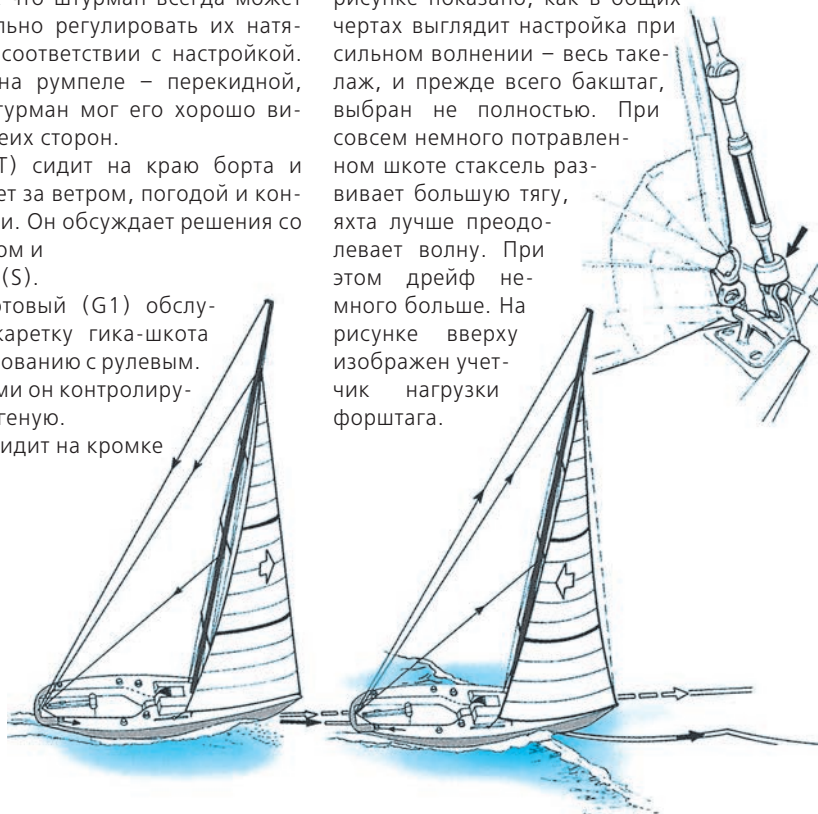 что штурман всегда может
льно регулировать их натя-
соответствии с настройкой.
на румпеле – перекидной,
турман мог его хорошо ви-
еих сторон.
Т) сидит на краю борта и
ет за ветром, погодой и кон-
и. Он обсуждает решения со
ом и
(S).
отовый (G1) обслу-
каретку гика-шкота
ованию с рулевым.
ми он контролиру-
геную.
идит на кромке
рисунке показано, как в общих
чертах выглядит настройка при
сильном волнении – весь таке-
лаж, и прежде всего бакштаг,
выбран не полностью. При
совсем немного потравлен-
ном шкоте стаксель раз-
вивает большую тягу,
яхта лучше преодо-
левает волну. При
этом дрейф не-
много больше. На
рисунке вверху
изображен учет-
чик нагрузки
форштага.